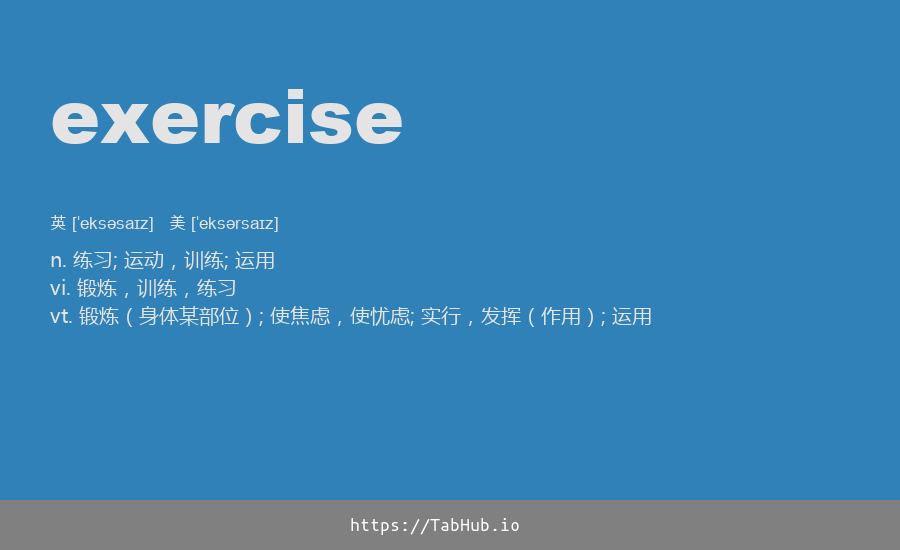 exercise
英 ['eksəsaɪz] 美 ['eksərsaɪz]
n. 练习; 运动，训练; 运用
vi. 锻炼，训练，练习
vt. 锻炼（身体某部位）; 使焦虑，使忧虑; 实行，发挥（作用）; 运用
https://TabHub.io